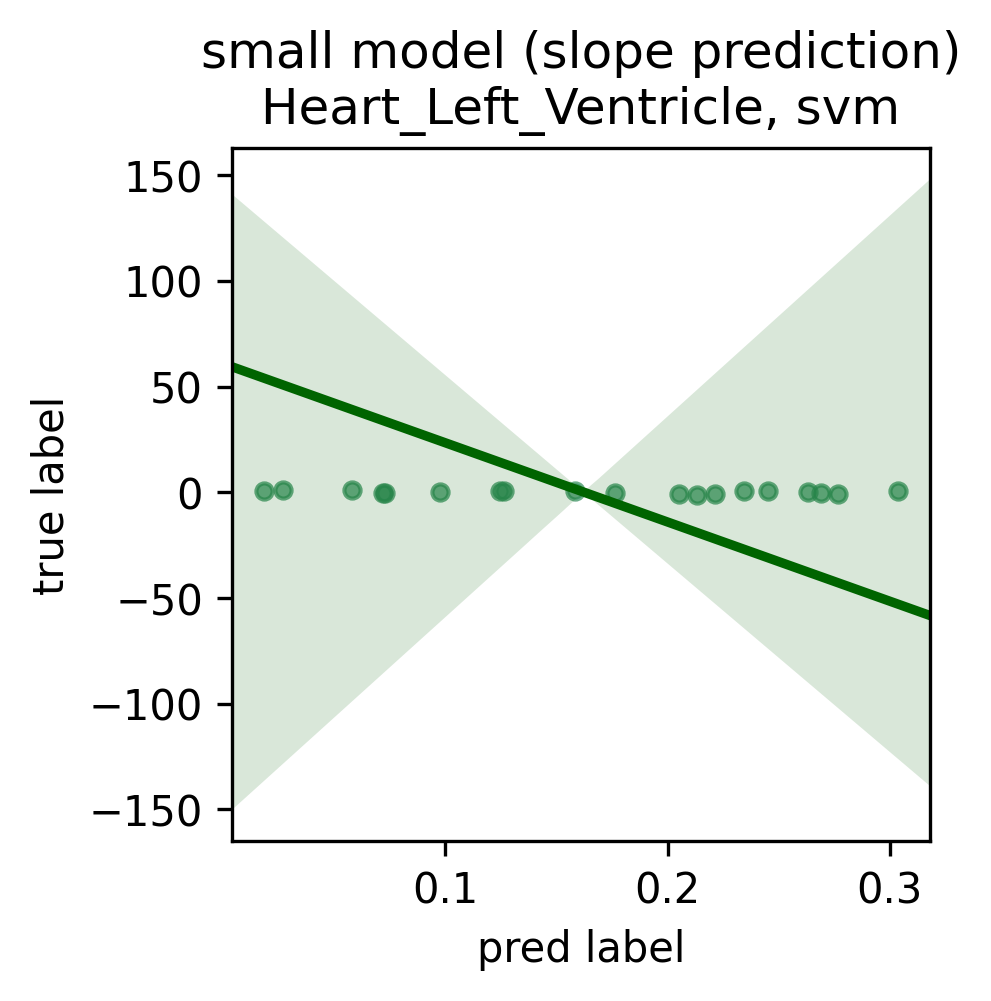 small model (slope prediction)
Heart_Left_Ventricle, svm
150
100
50
0
−50
−100
−150
true label
0.1 0.2 0.3
pred label